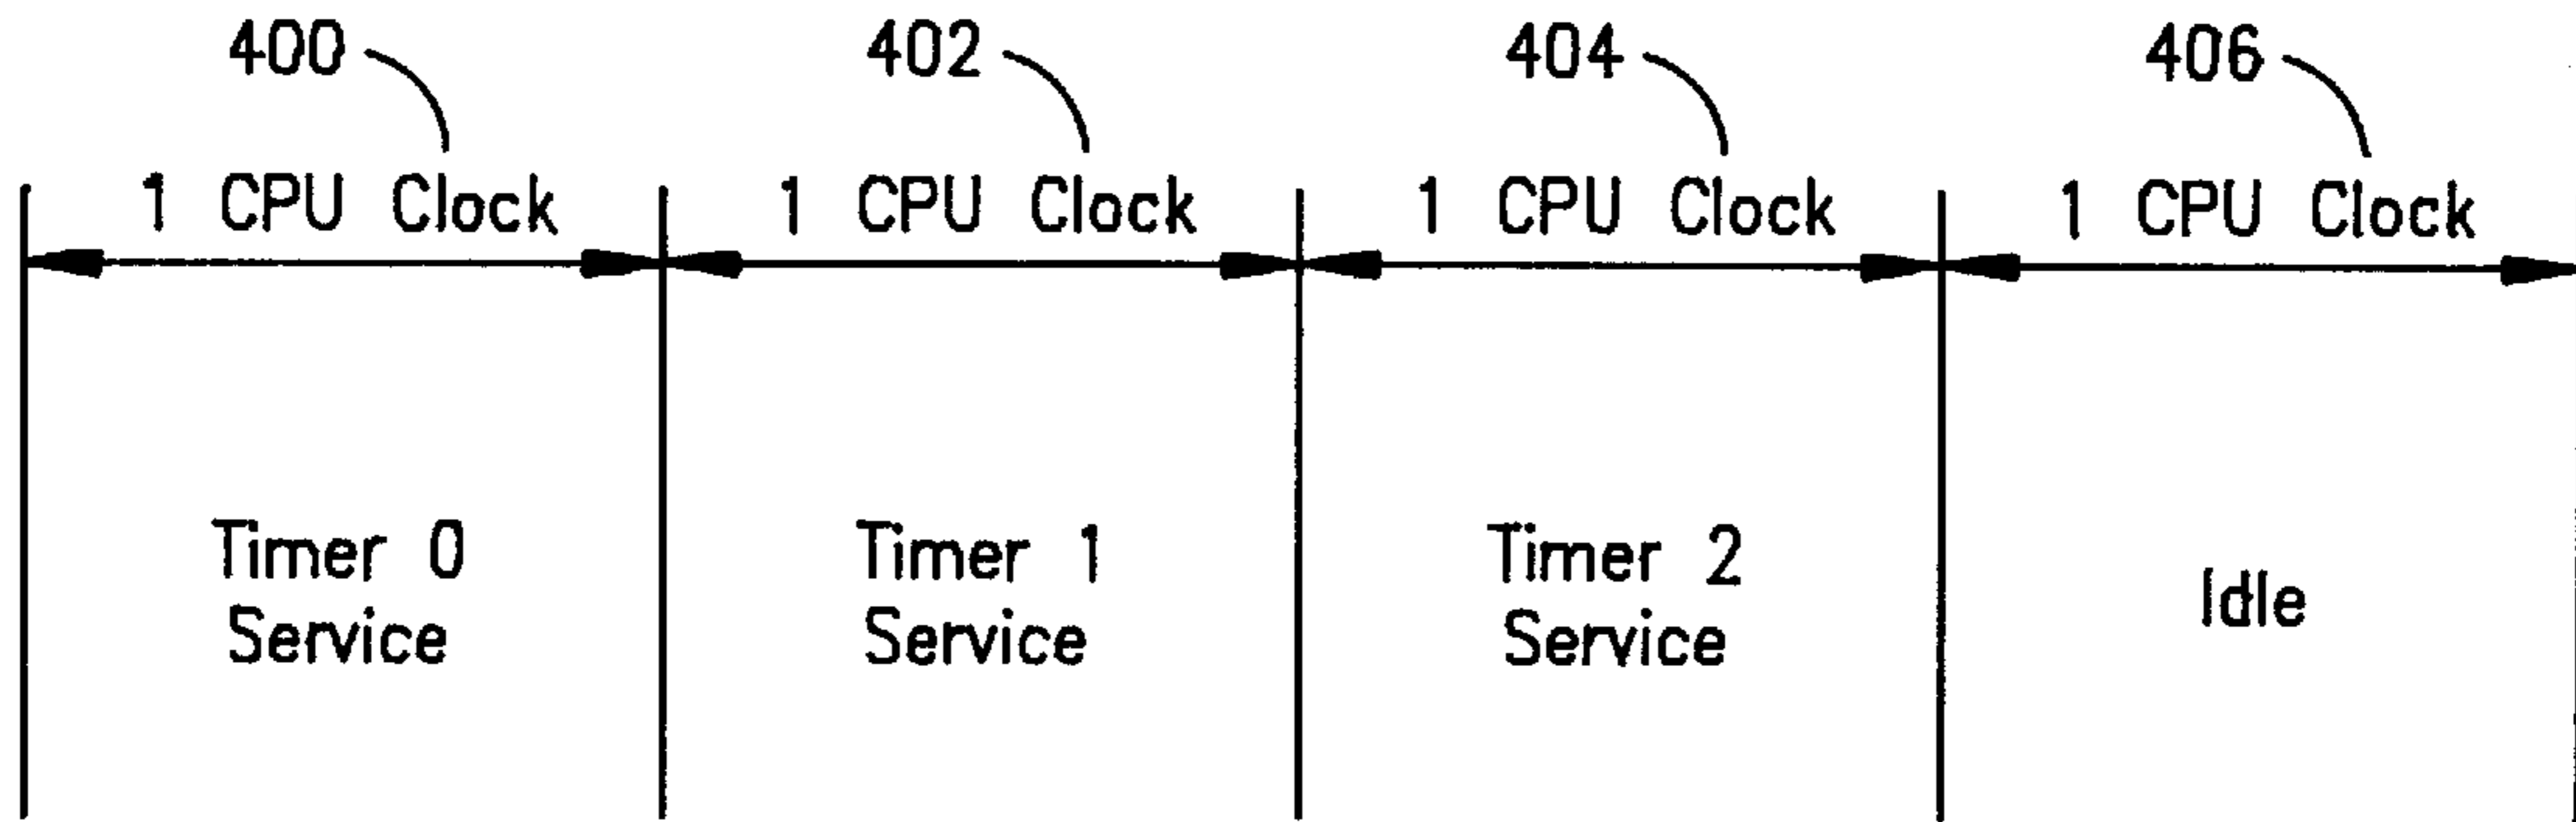 400 402 404 406
1 CPU Clock 1 CPU Clock 1 CPU Clock 1 CPU Clock
Timer 0 Timer 1 Timer 2 Idle
Service Service Service